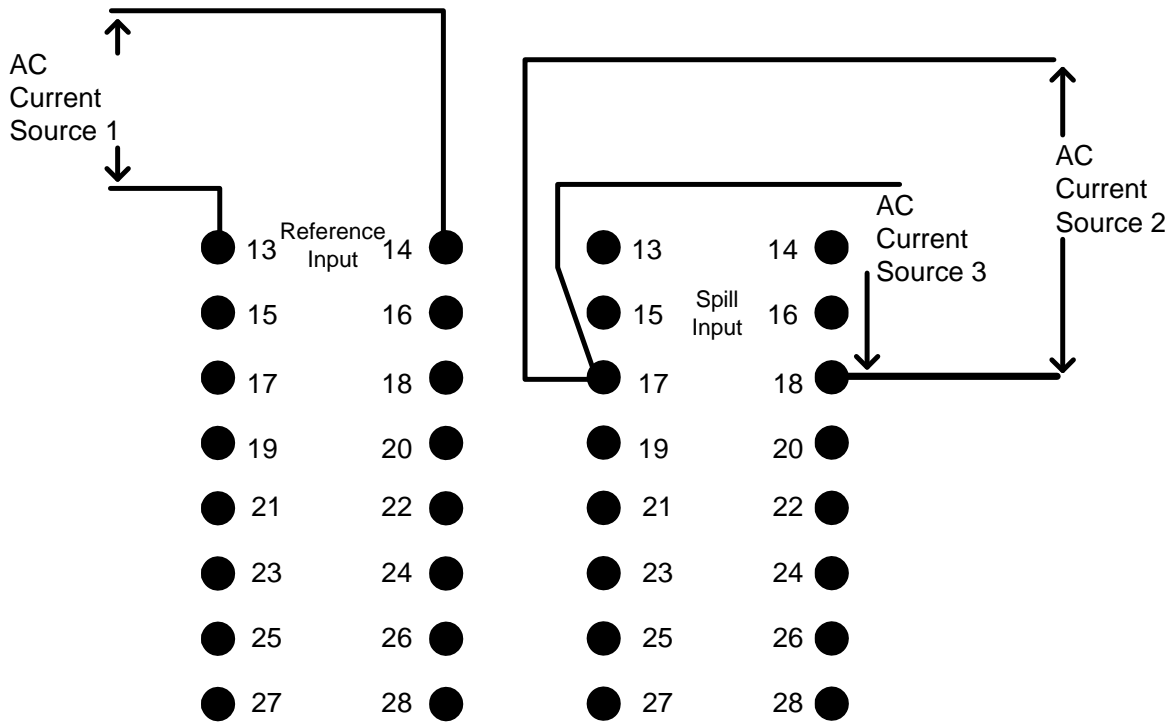 AC
Current
Source 1
AC
Current
Source 2
AC
Current
Source 3
Reference
Input
Spill
Input
13 14 13 14
15 16 15 16
17 18 17 18
19 20 19 20
21 22 21 22
23 24 23 24
25 26 25 26
27 28 27 28